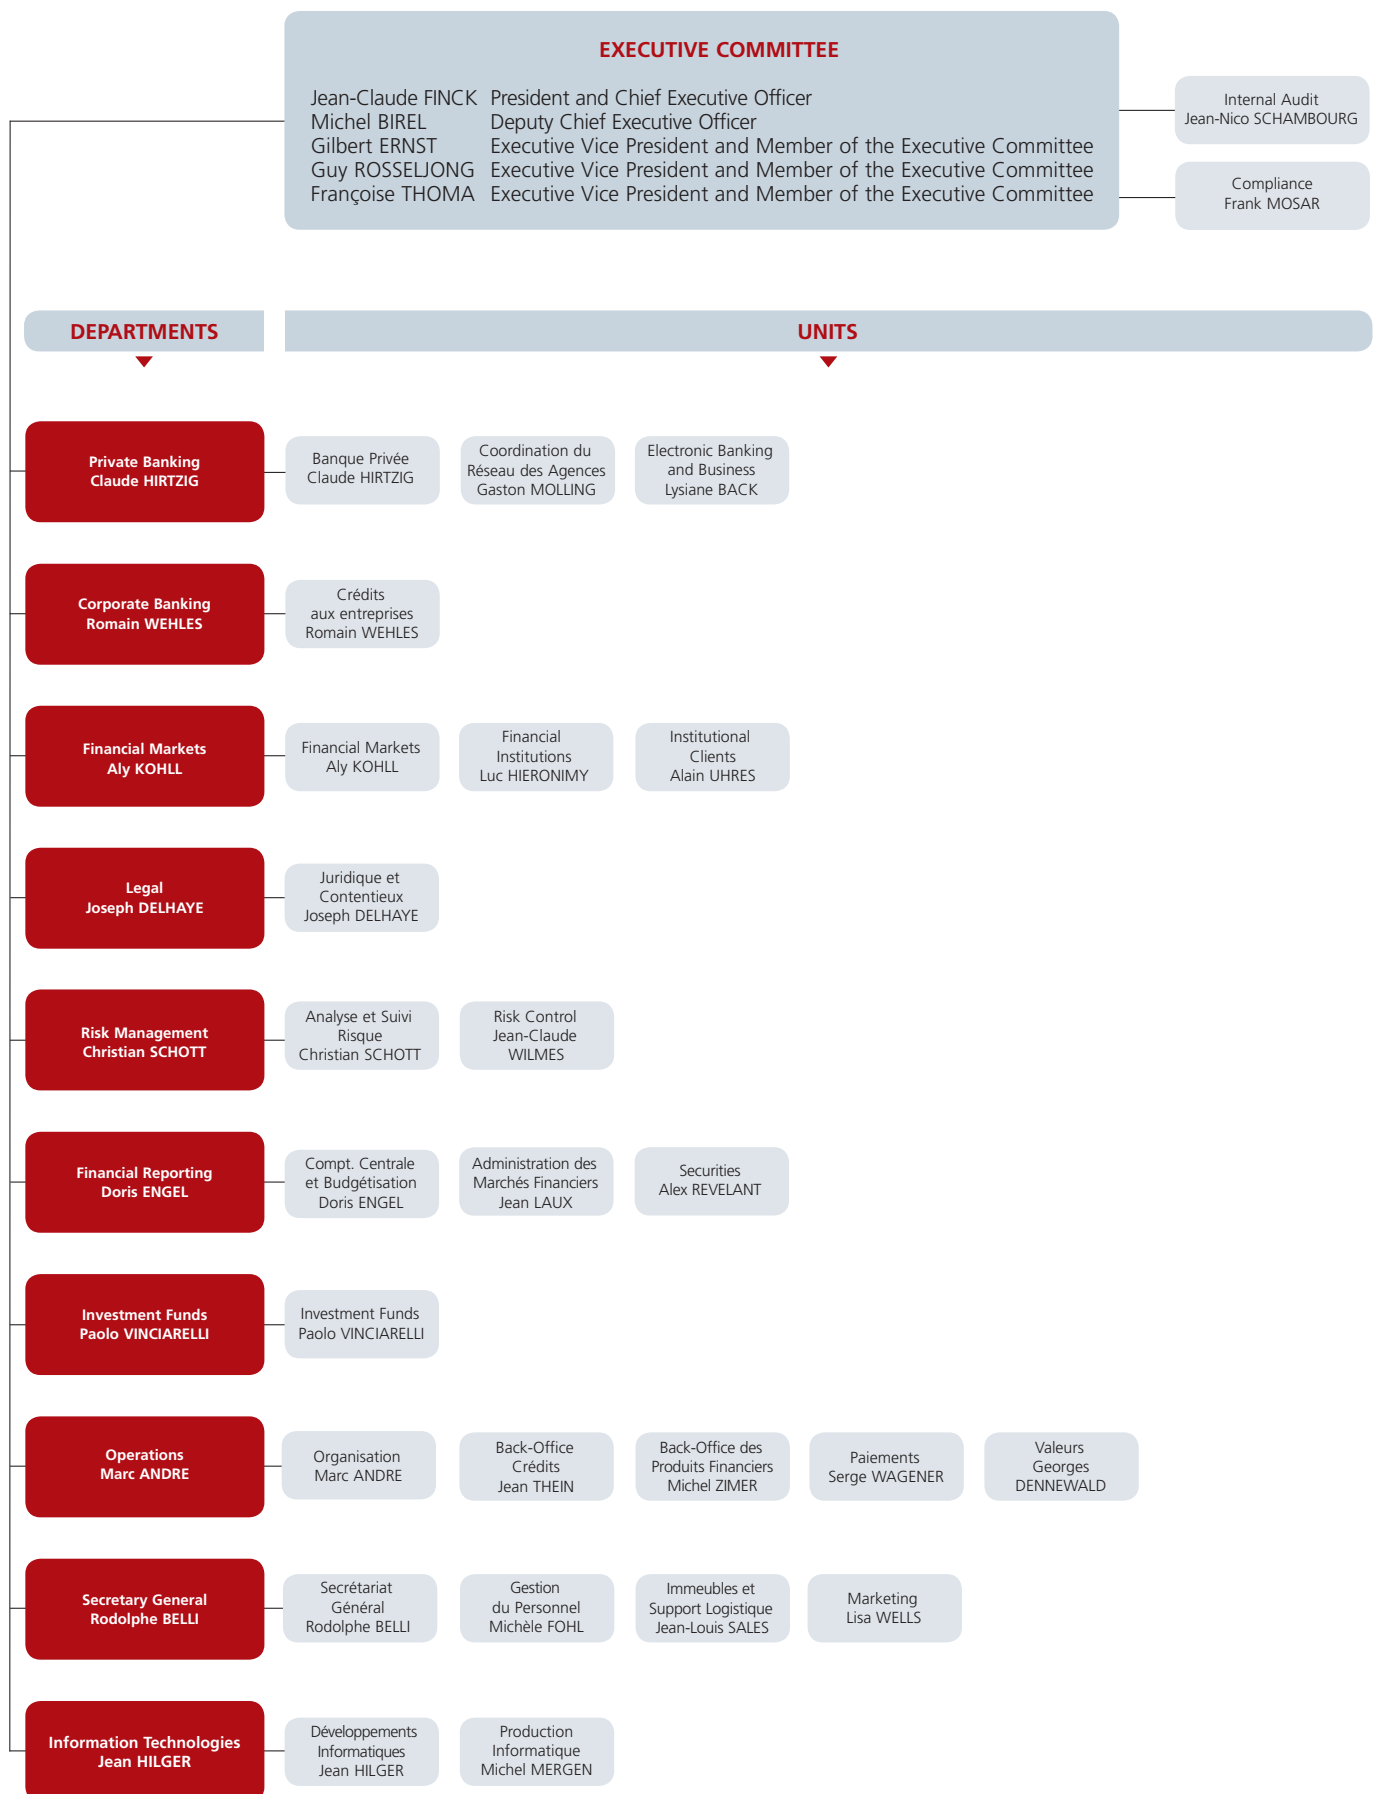 EXECUTIVE COMMITTEE
Jean-Claude FINCK President and Chief Executive Officer
Michel BIREL Deputy Chief Executive Officer
Gilbert ERNST Executive Vice President and Member of the Executive Committee
Guy ROSSELJONG Executive Vice President and Member of the Executive Committee
Françoise THOMA Executive Vice President and Member of the Executive Committee
Internal Audit
Jean-Nico SCHAMBOURG
Compliance
Frank MOSAR
DEPARTMENTS
UNITS
Private Banking
Claude HIRTZIG
Banque Privée
Claude HIRTZIG
Coordination du
Réseau des Agences
Gaston MOLLING
Electronic Banking
and Business
Lysiane BACK
Corporate Banking
Romain WEHLES
Crédits
aux entreprises
Romain WEHLES
Financial Markets
Aly KOHLL
Financial Markets
Aly KOHLL
Financial
Institutions
Luc HIERONIMY
Institutional
Clients
Alain UHRES
Legal
Joseph DELHAYE
Juridique et
Contentieux
Joseph DELHAYE
Risk Management
Christian SCHOTT
Analyse et Suivi
Risque
Christian SCHOTT
Risk Control
Jean-Claude
WILMES
Financial Reporting
Doris ENGEL
Compt. Centrale
et Budgétisation
Doris ENGEL
Administration des
Marchés Financiers
Jean LAUX
Securities
Alex REVELANT
Investment Funds
Paolo VINCIARELLI
Investment Funds
Paolo VINCIARELLI
Operations
Marc ANDRE
Organisation
Marc ANDRE
Back-Office
Crédits
Jean THEIN
Back-Office des
Produits Financiers
Michel ZIMER
Paiements
Serge WAGENER
Valeurs
Georges
DENNEWALD
Secretary General
Rodolphe BELLI
Secrétariat
Général
Rodolphe BELLI
Gestion
du Personnel
Michèle FOHL
Immeubles et
Support Logistique
Jean-Louis SALES
Marketing
Lisa WELLS
Information Technologies
Jean HILGER
Développements
Informatiques
Jean HILGER
Production
Informatique
Michel MERGEN